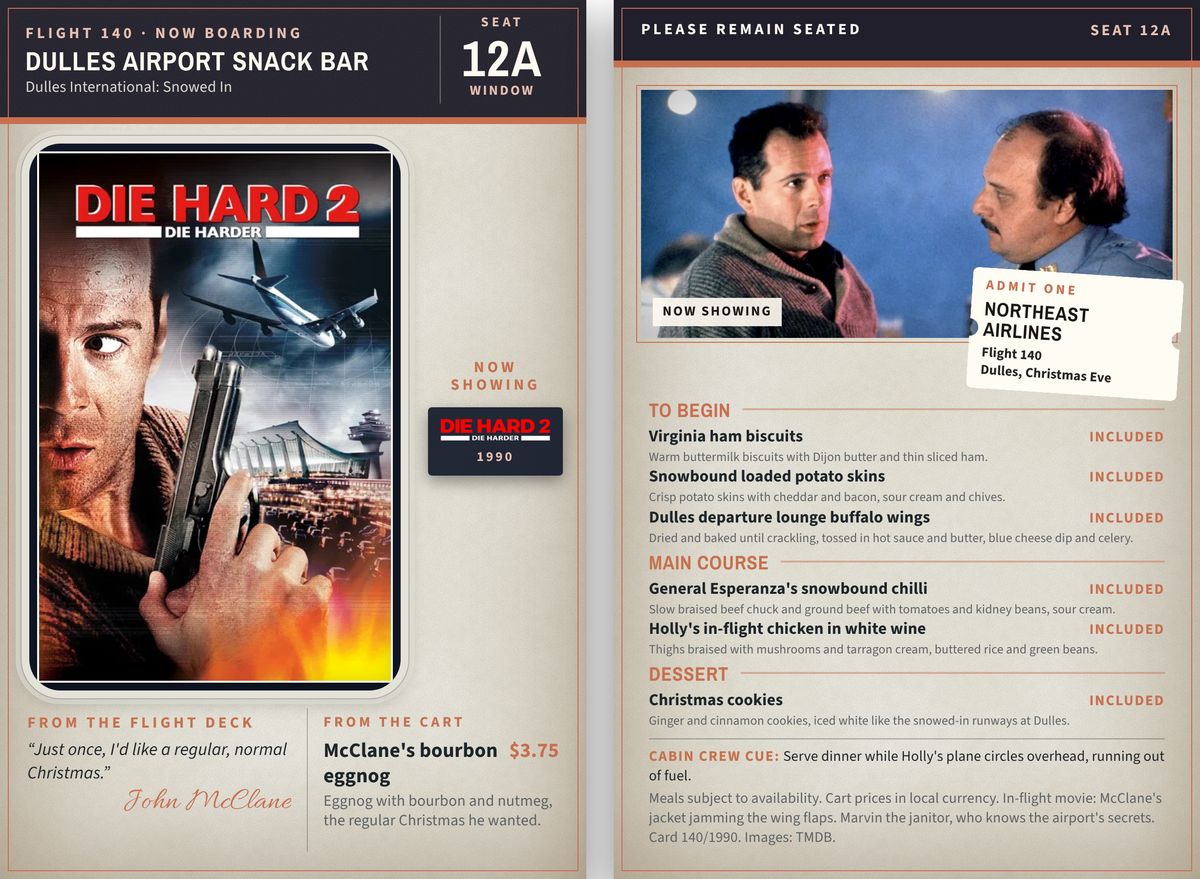 FLIGHT 140 · NOW BOARDING
DULLES AIRPORT SNACK BAR
Dulles International: Snowed In
SEAT
12A
WINDOW
DIE HARD 2
DIE HARDER
NOW
SHOWING
DIE HARD 2
DIE HARDER
1990
FROM THE FLIGHT DECK
“Just once, I'd like a regular, normal
Christmas.”
John McClane
FROM THE CART
McClane's bourbon $3.75
eggnog
Eggnog with bourbon and nutmeg,
the regular Christmas he wanted.
PLEASE REMAIN SEATED
SEAT 12A
NOW SHOWING
ADMIT ONE
NORTHEAST
AIRLINES
Flight 140
Dulles, Christmas Eve
TO BEGIN
Virginia ham biscuits INCLUDED
Warm buttermilk biscuits with Dijon butter and thin sliced ham.
Snowbound loaded potato skins INCLUDED
Crisp potato skins with cheddar and bacon, sour cream and chives.
Dulles departure lounge buffalo wings INCLUDED
Dried and baked until crackling, tossed in hot sauce and butter, blue cheese dip and celery.
MAIN COURSE
General Esperanza's snowbound chilli INCLUDED
Slow braised beef chuck and ground beef with tomatoes and kidney beans, sour cream.
Holly's in-flight chicken in white wine INCLUDED
Thighs braised with mushrooms and tarragon cream, buttered rice and green beans.
DESSERT
Christmas cookies INCLUDED
Ginger and cinnamon cookies, iced white like the snowed-in runways at Dulles.
CABIN CREW CUE: Serve dinner while Holly's plane circles overhead, running out
of fuel.
Meals subject to availability. Cart prices in local currency. In-flight movie: McClane's
jacket jamming the wing flaps. Marvin the janitor, who knows the airport's secrets.
Card 140/1990. Images: TMDB.